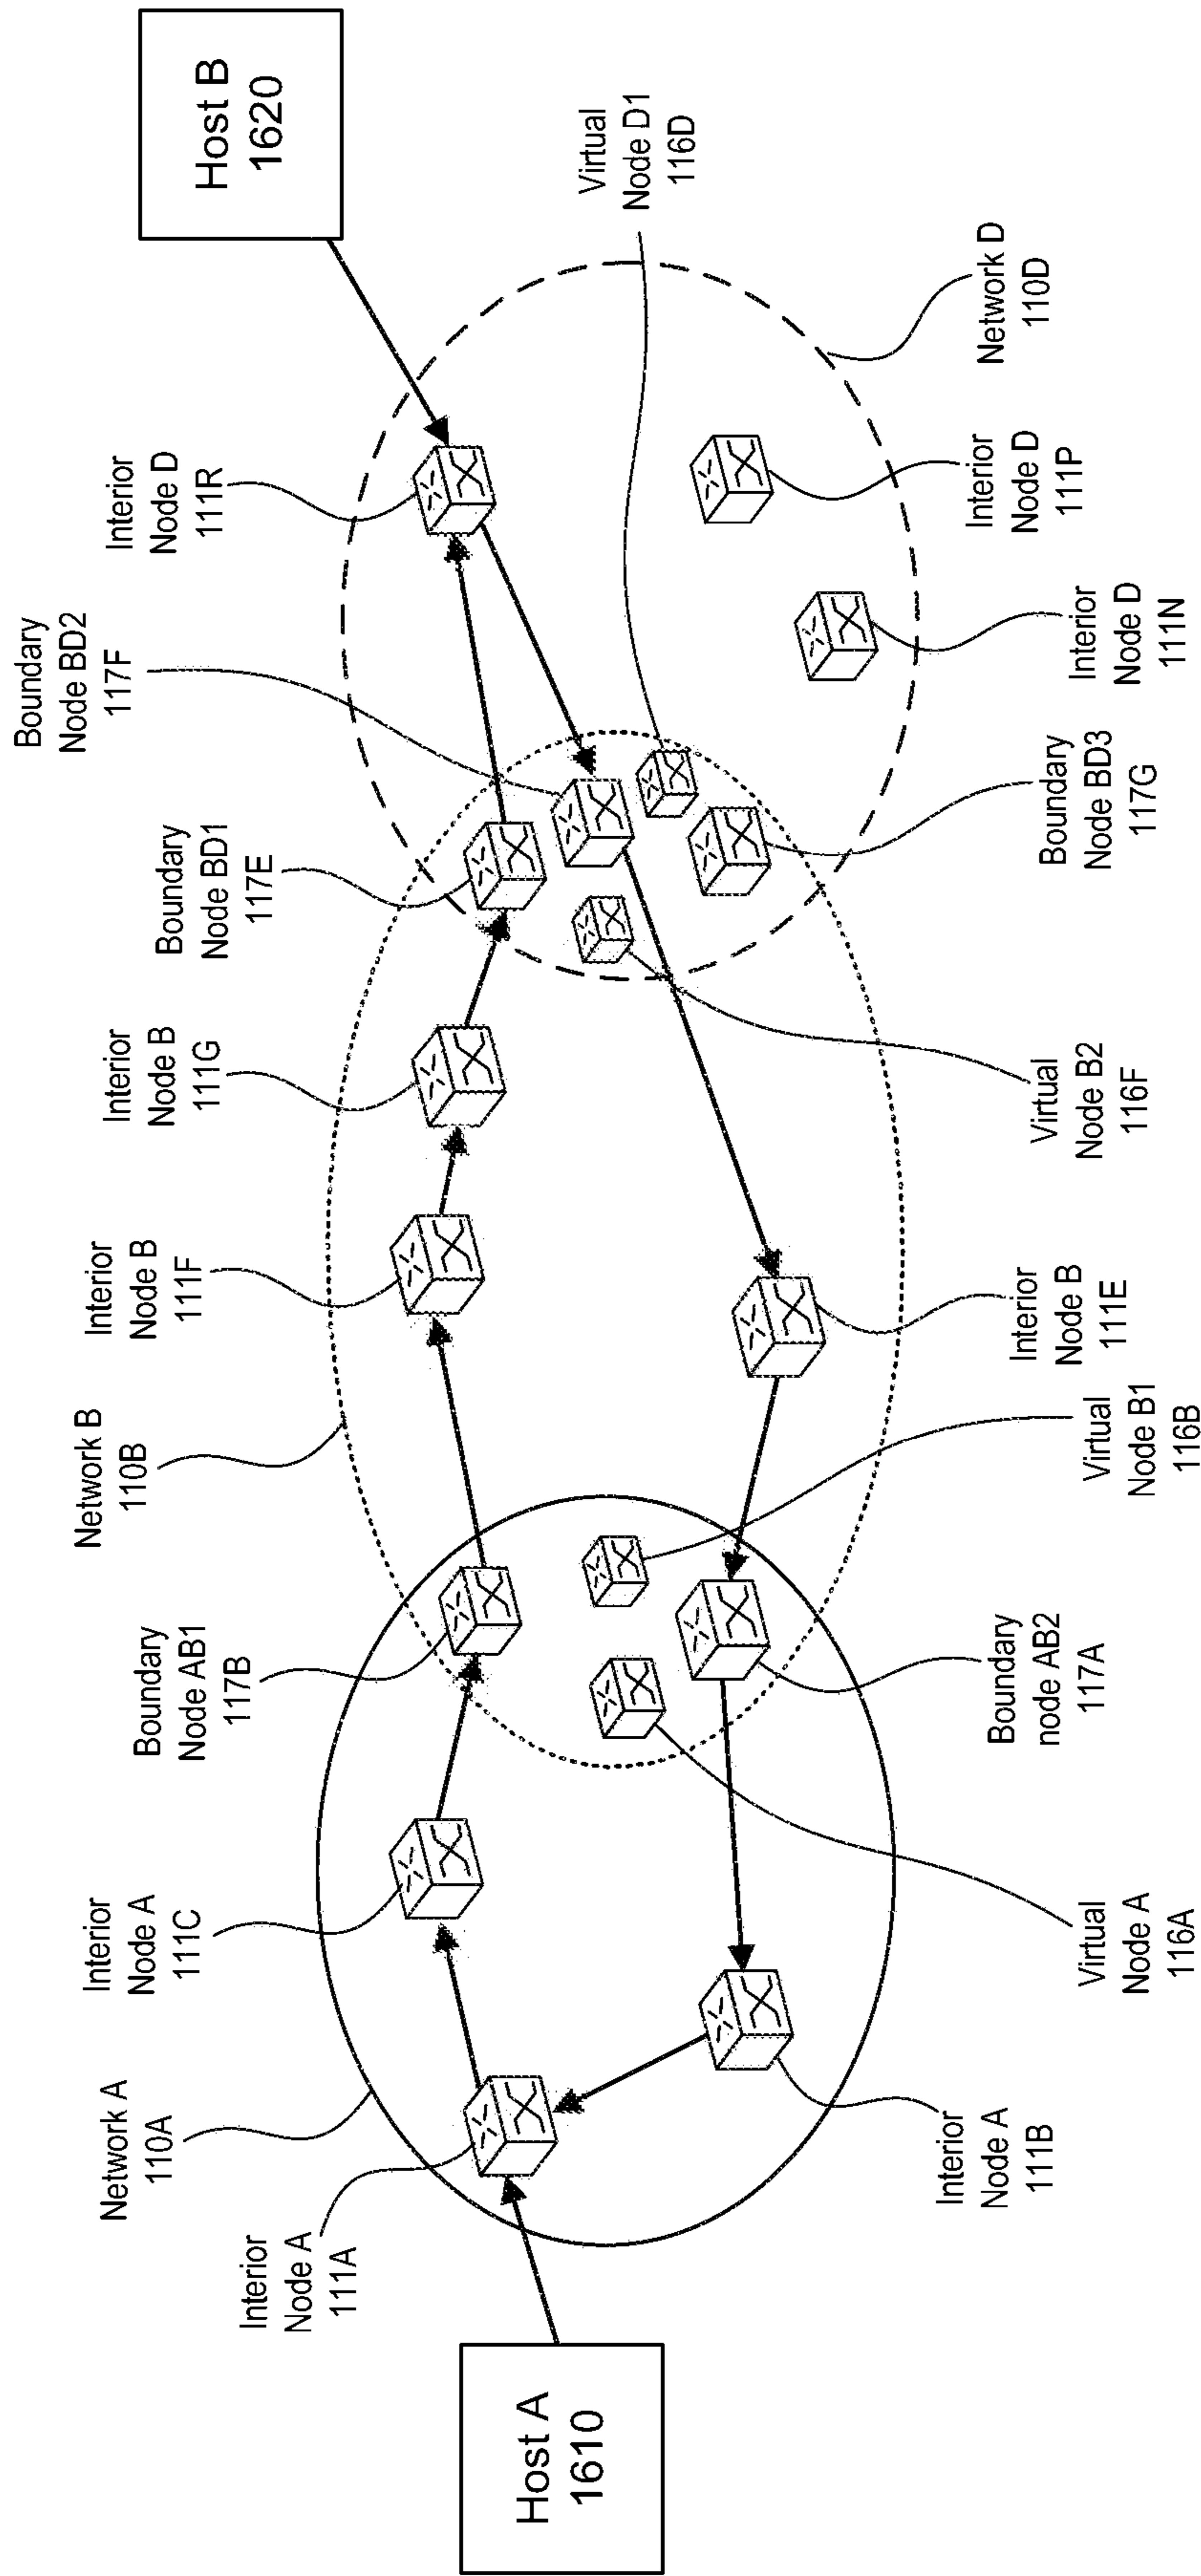 Host A
1610
Interior
Node A
111A
Network A
110A
Interior
Node A
111C
Boundary
Node AB1
117B
Network B
110B
Interior
Node B
111F
Interior
Node B
111G
Boundary
Node BD1
117E
Boundary
Node BD2
117F
Interior
Node D
111R
Host B
1620
Interior
Node A
111B
Virtual
Node A
116A
Boundary
node AB2
117A
Virtual
Node B1
116B
Interior
Node B
111E
Virtual
Node B2
116F
Boundary
Node BD3
117G
Interior
Node D
111N
Interior
Node D
111P
Network D
110D
Virtual
Node D1
116D